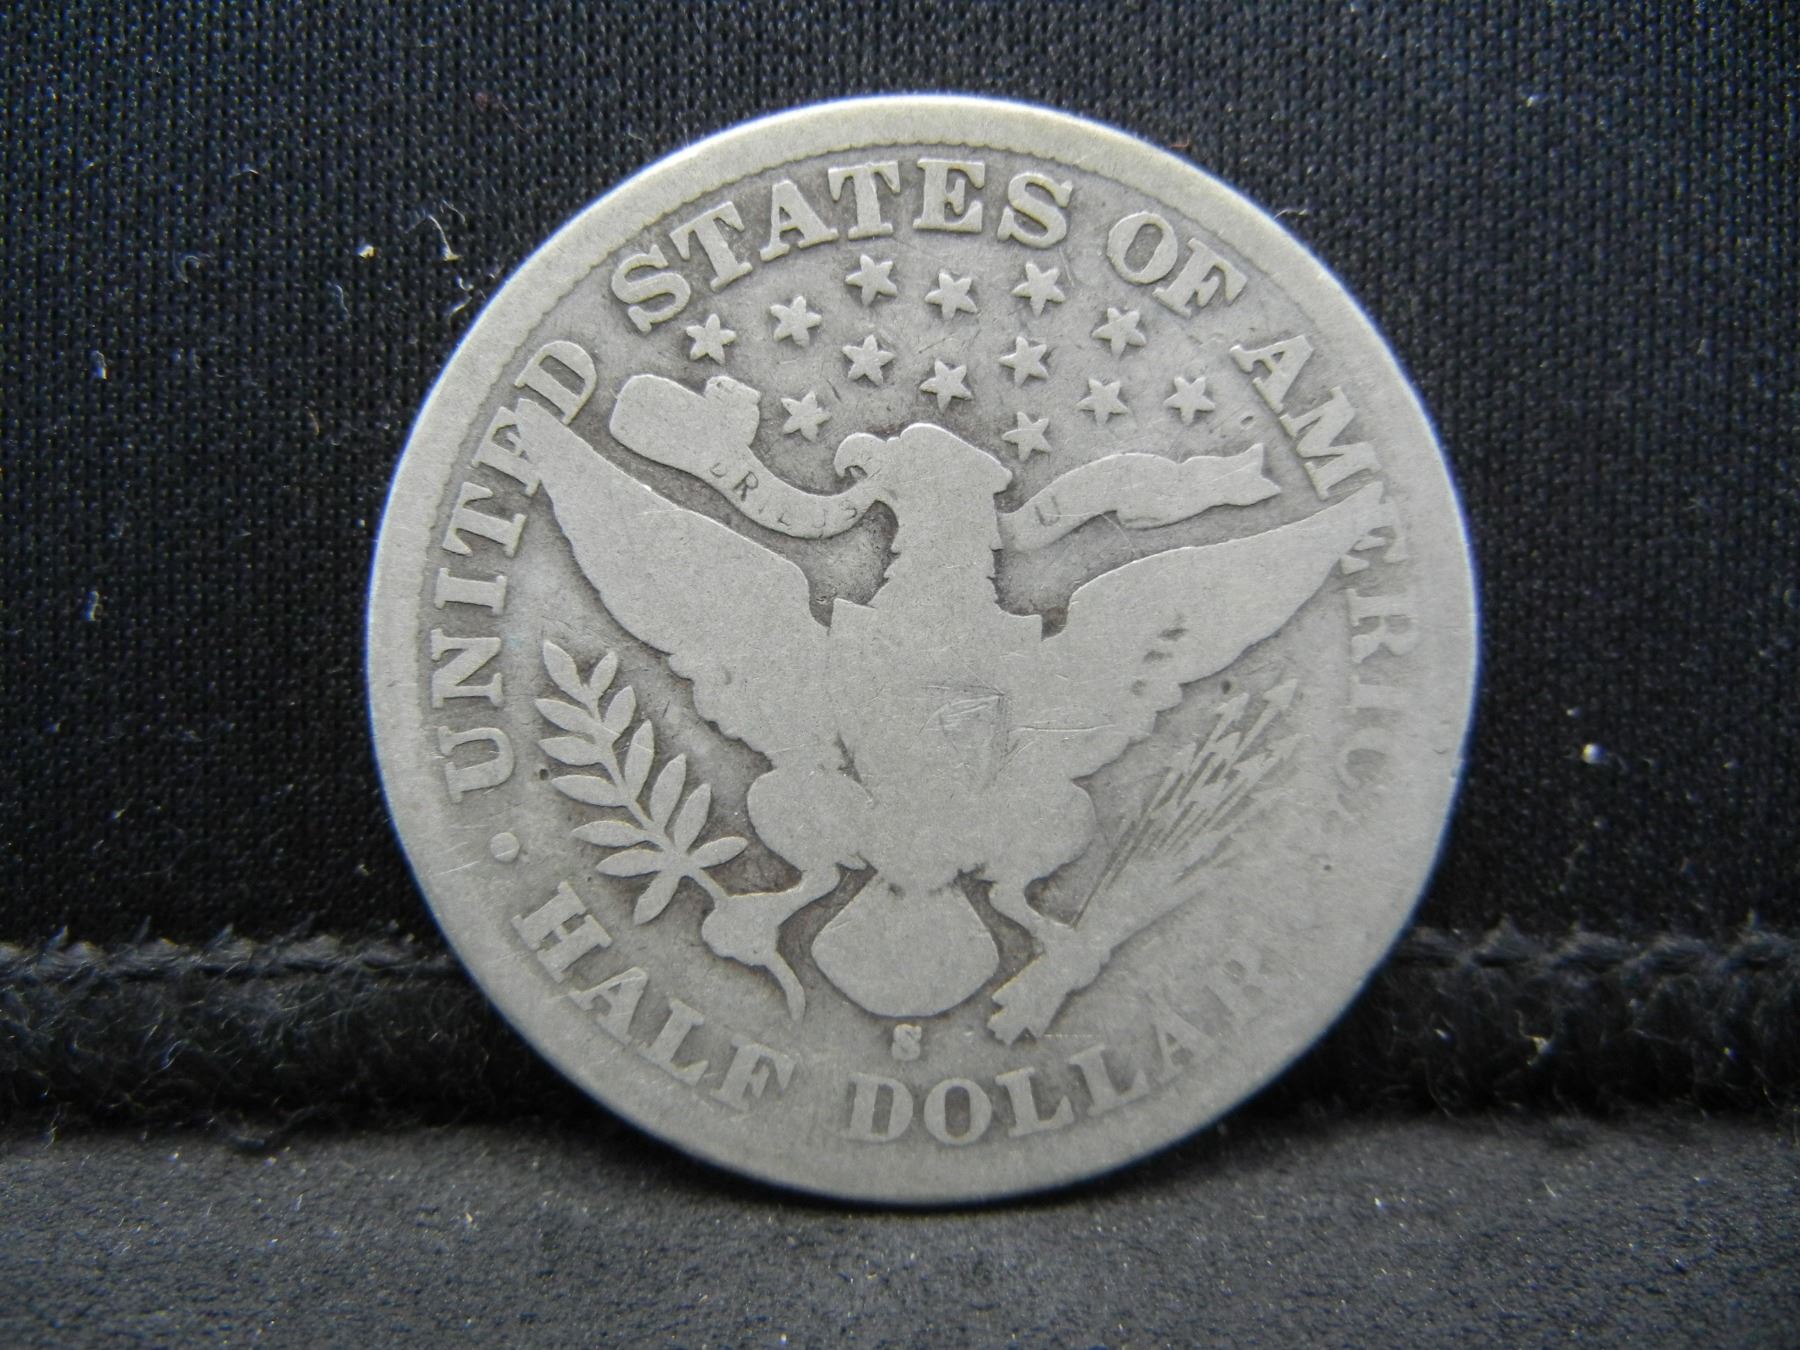 UNITED STATES OF AMERICA
S
HALF DOLLAR